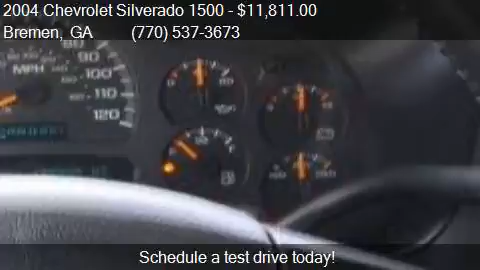 2004 Chevrolet Silverado 1500 - $11,811.00
Bremen, GA (770) 537-3673
80
MPH 90
100
110
120
Schedule a test drive today!